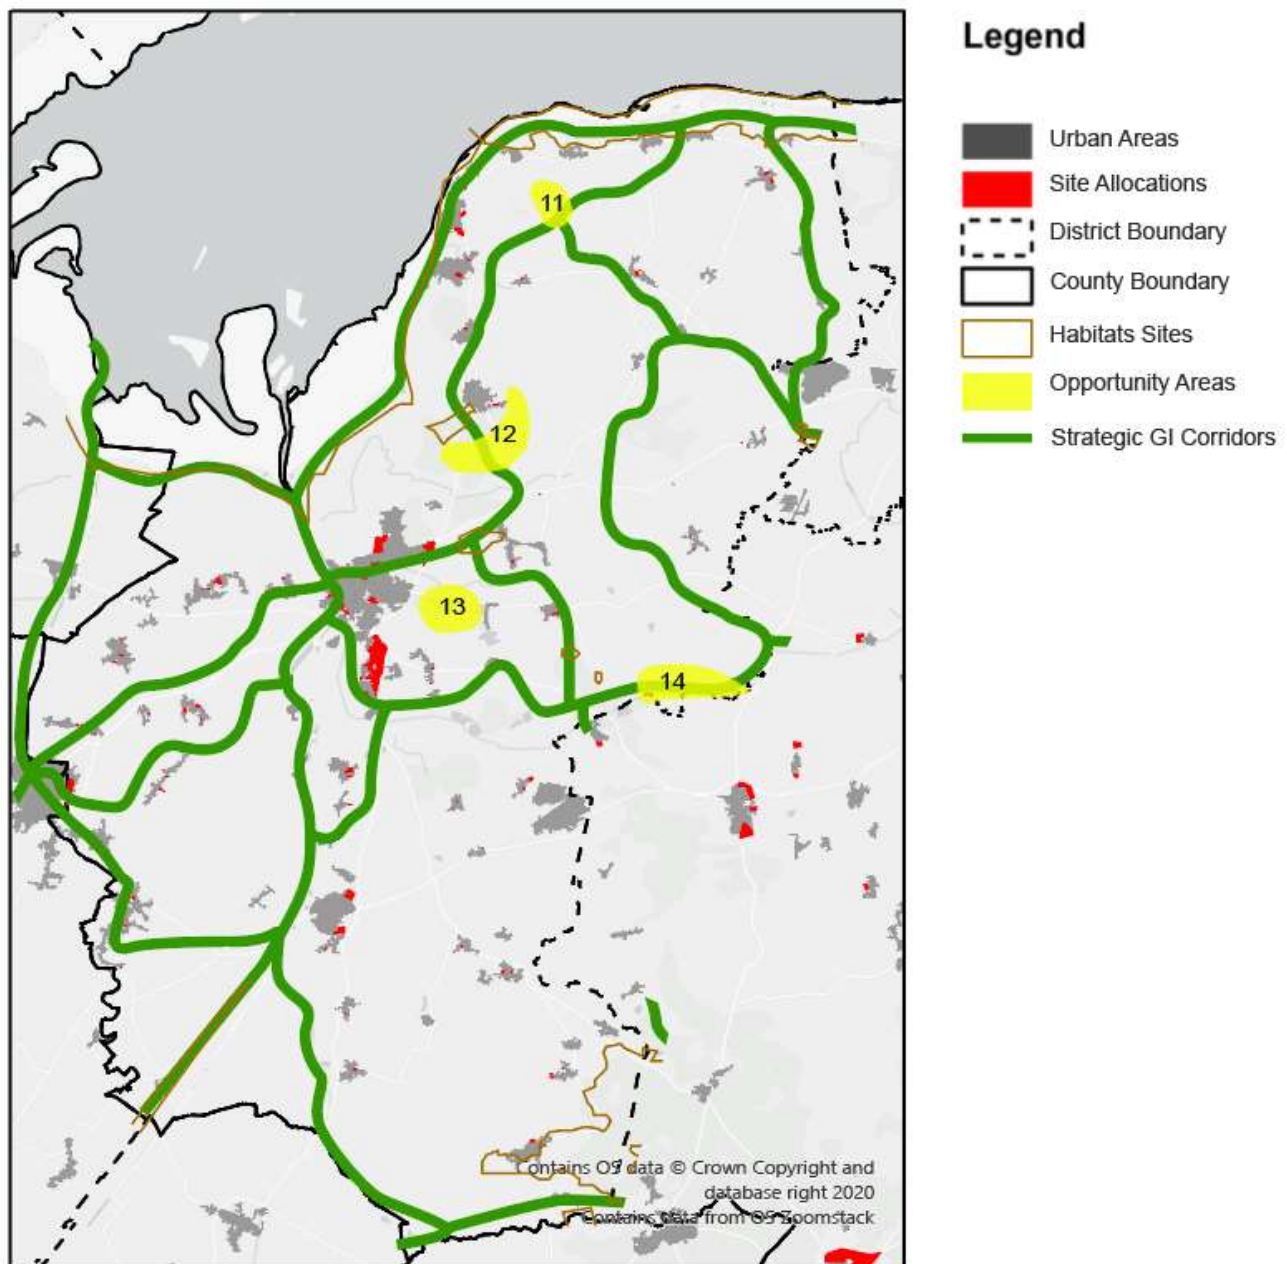 Legend
Urban Areas
Site Allocations
District Boundary
County Boundary
Habitats Sites
Opportunity Areas
Strategic GI Corridors
11
12
13
14
Contains OS data © Crown Copyright and
database right 2020
Contains data from OS Zoomstack